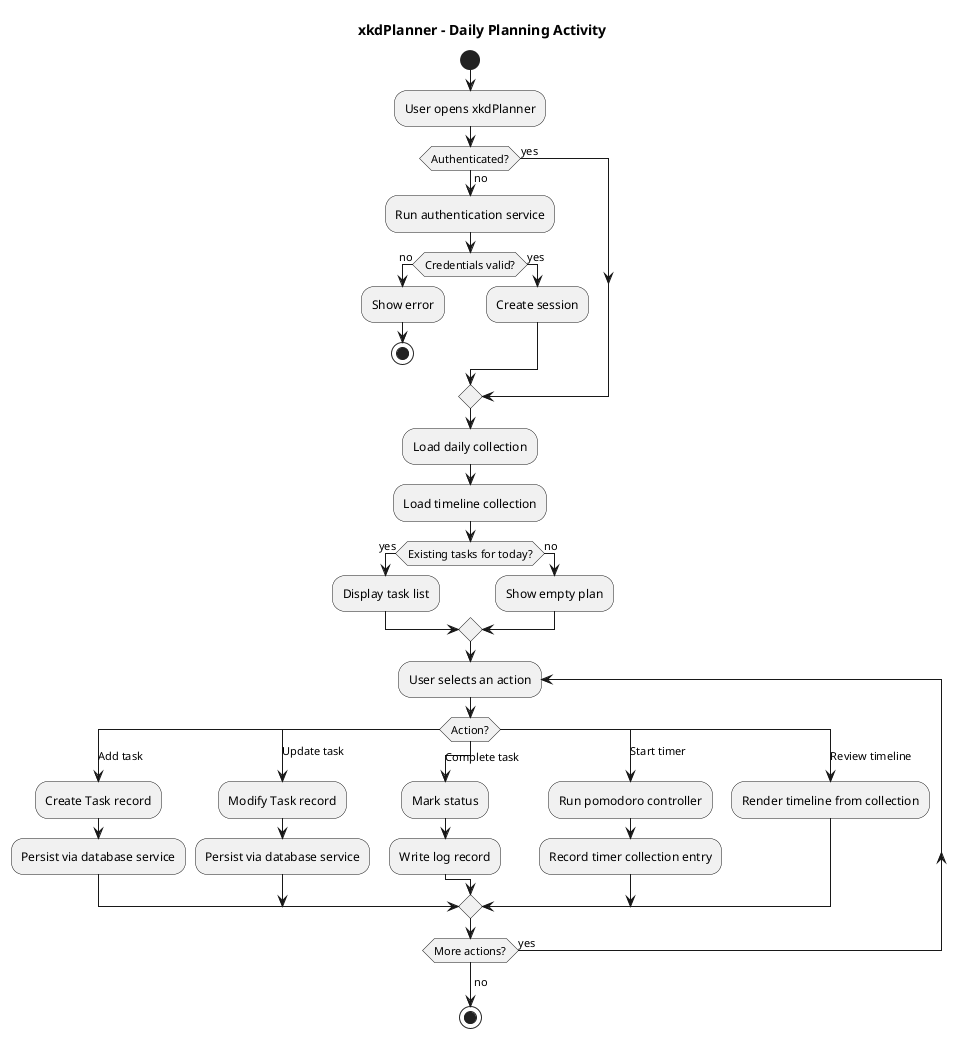 xkdPlanner - Daily Planning Activity
User opens xkdPlanner
Authenticated?
yes
no
Run authentication service
no
Credentials valid?
yes
Show error
Create session
Load daily collection
Load timeline collection
yes
Existing tasks for today?
no
Display task list
Show empty plan
User selects an action
Action?
Add task
Update task
Complete task
Start timer
Review timeline
Create Task record
Modify Task record
Mark status
Run pomodoro controller
Render timeline from collection
Persist via database service
Persist via database service
Write log record
Record timer collection entry
More actions?
yes
no